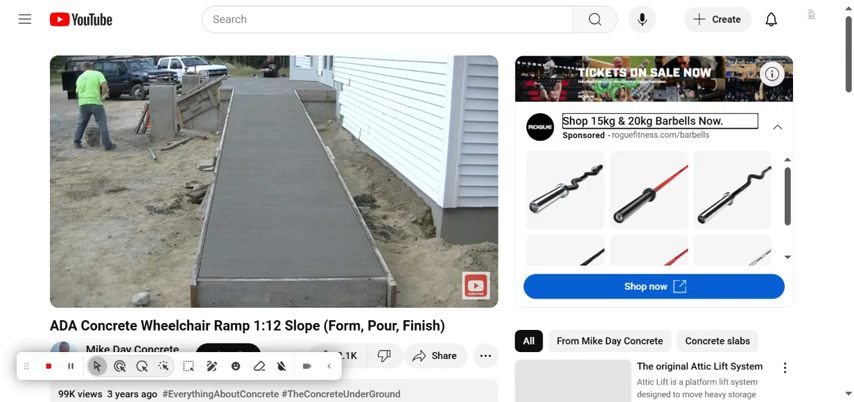 YouTube
Search
Create
TICKETS ON SALE NOW
ROGUE
Shop 15kg & 20kg Barbells Now.
Sponsored · roguefitness.com/barbells
Shop now
ADA Concrete Wheelchair Ramp 1:12 Slope (Form, Pour, Finish)
Mike Day Concrete
Share
99K views 3 years ago #EverythingAboutConcrete #TheConcreteUnderGround
All
From Mike Day Concrete
Concrete slabs
The original Attic Lift System
Attic Lift is a platform lift system
designed to move heavy storage